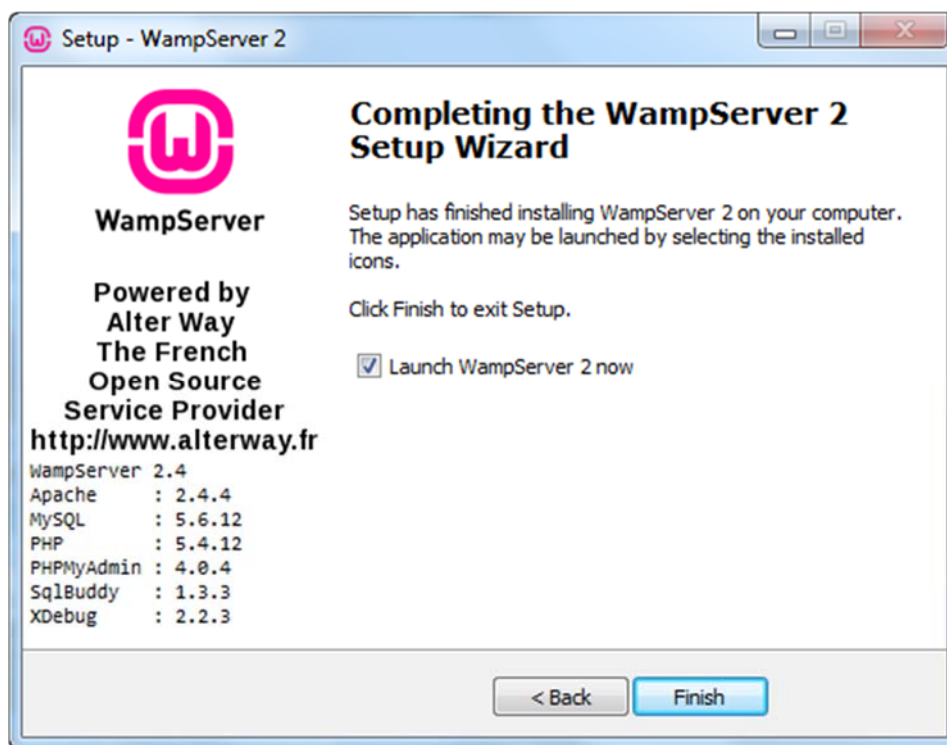 Setup - WampServer 2
WampServer
Powered by
Alter Way
The French
Open Source
Service Provider
http://www.alterway.fr
WampServer 2.4
Apache : 2.4.4
MySQL : 5.6.12
PHP : 5.4.12
PHPMyAdmin : 4.0.4
SqlBuddy : 1.3.3
XDebug : 2.2.3
Completing the WampServer 2
Setup Wizard
Setup has finished installing WampServer 2 on your computer.
The application may be launched by selecting the installed
icons.
Click Finish to exit Setup.
Launch WampServer 2 now
< Back
Finish